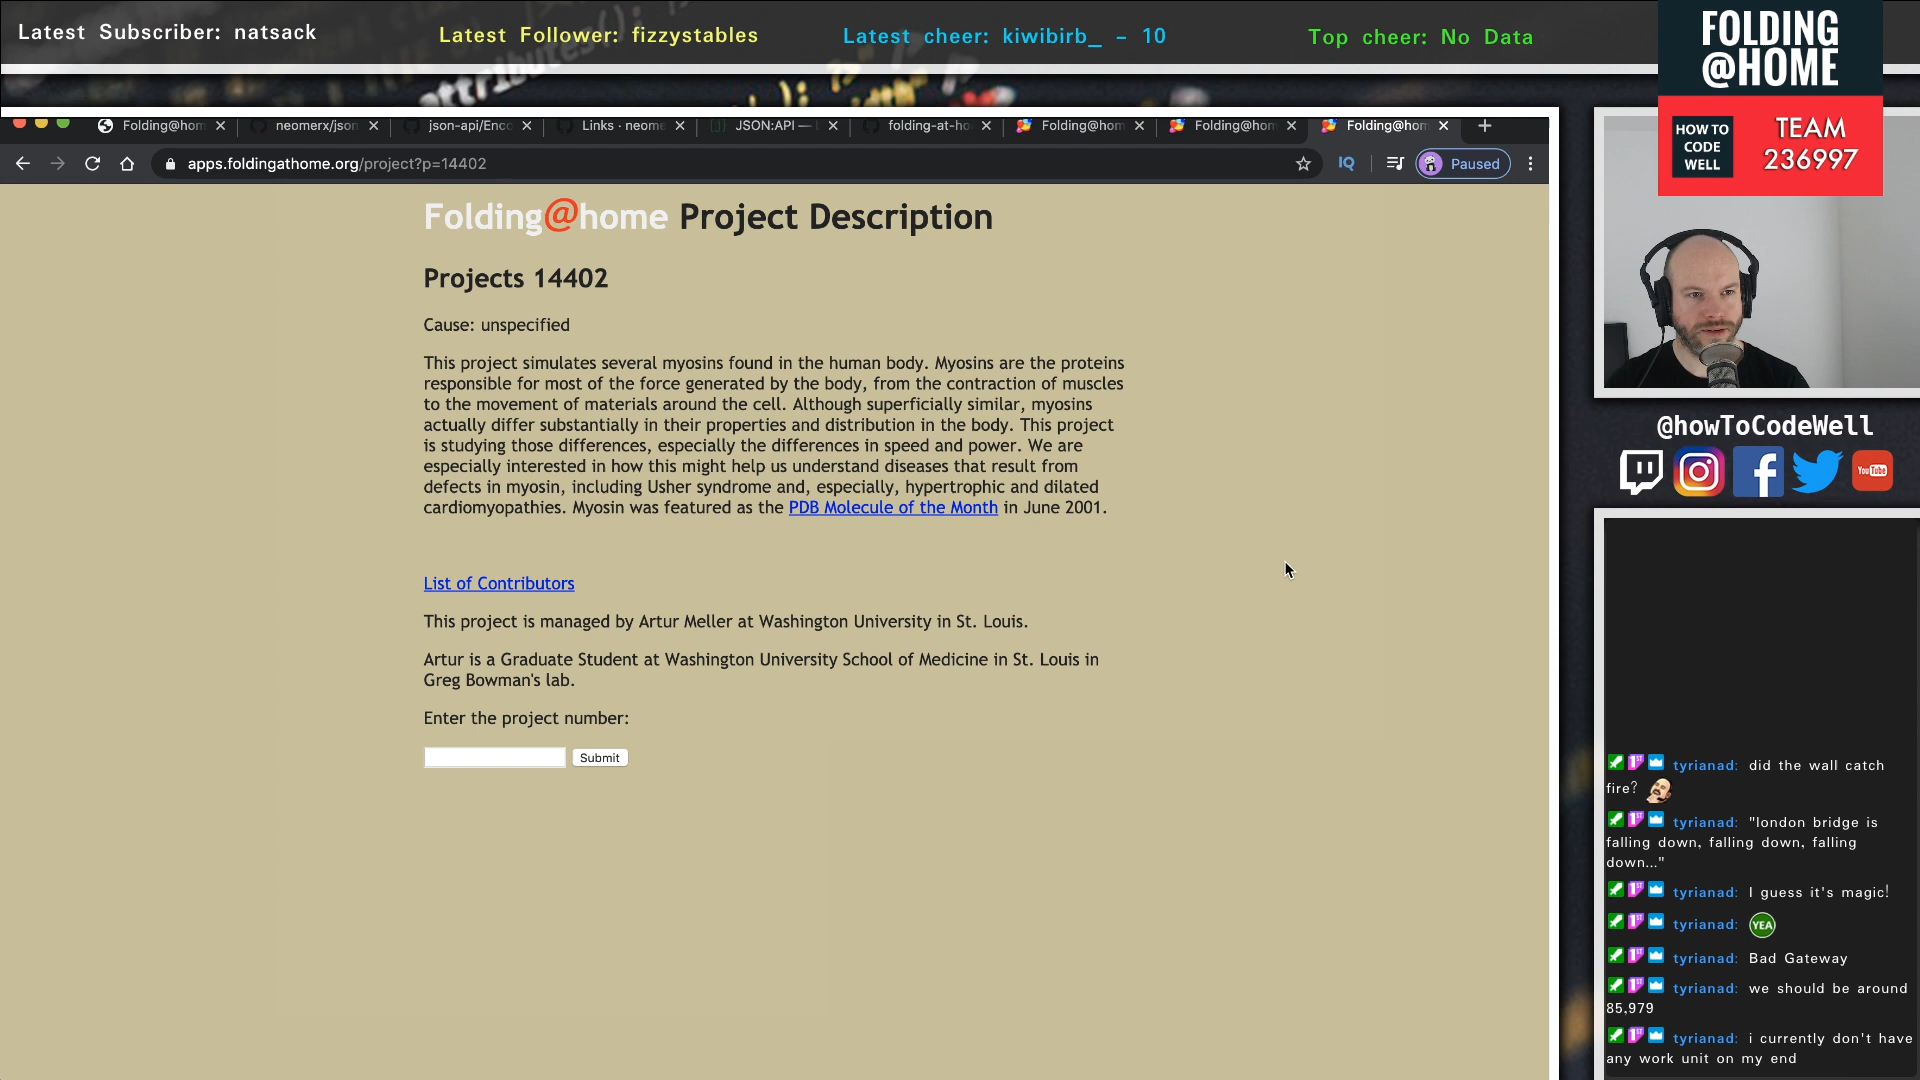 Latest Subscriber: natsack
Latest Follower: fizzystables
Latest cheer: kiwibirb_ - 10
Top cheer: No Data
FOLDING
@HOME
HOW TO
CODE
WELL
TEAM
236997
Folding@hom
neomerx/json
json-api/Enco
Links · neome
JSON:API —
folding-at-ho
Folding@hom
Folding@hom
Folding@hom
apps.foldingathome.org/project?p=14402
IQ
Paused
Folding@home Project Description
Projects 14402
Cause: unspecified
This project simulates several myosins found in the human body. Myosins are the proteins
responsible for most of the force generated by the body, from the contraction of muscles
to the movement of materials around the cell. Although superficially similar, myosins
actually differ substantially in their properties and distribution in the body. This project
is studying those differences, especially the differences in speed and power. We are
especially interested in how this might help us understand diseases that result from
defects in myosin, including Usher syndrome and, especially, hypertrophic and dilated
cardiomyopathies. Myosin was featured as the PDB Molecule of the Month in June 2001.
List of Contributors
This project is managed by Artur Meller at Washington University in St. Louis.
Artur is a Graduate Student at Washington University School of Medicine in St. Louis in
Greg Bowman's lab.
Enter the project number:
Submit
@howToCodeWell
You Tube
tyrianad: did the wall catch
fire?
tyrianad: "london bridge is
falling down, falling down, falling
down..."
tyrianad: I guess it's magic!
tyrianad: YEA
tyrianad: Bad Gateway
tyrianad: we should be around
85,979
tyrianad: i currently don't have
any work unit on my end